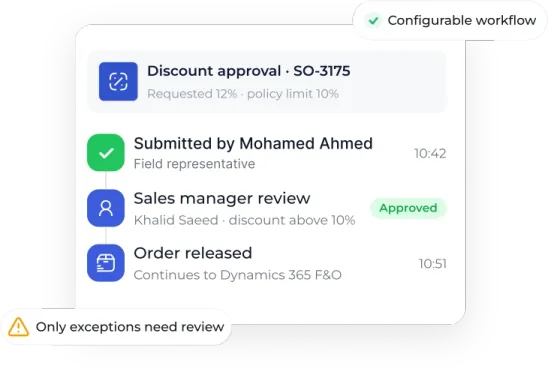 Configurable workflow
Discount approval · SO-3175
Requested 12% · policy limit 10%
Submitted by Mohamed Ahmed
Field representative
10:42
Sales manager review
Khalid Saeed · discount above 10%
Approved
Order released
Continues to Dynamics 365 F&O
10:51
Only exceptions need review